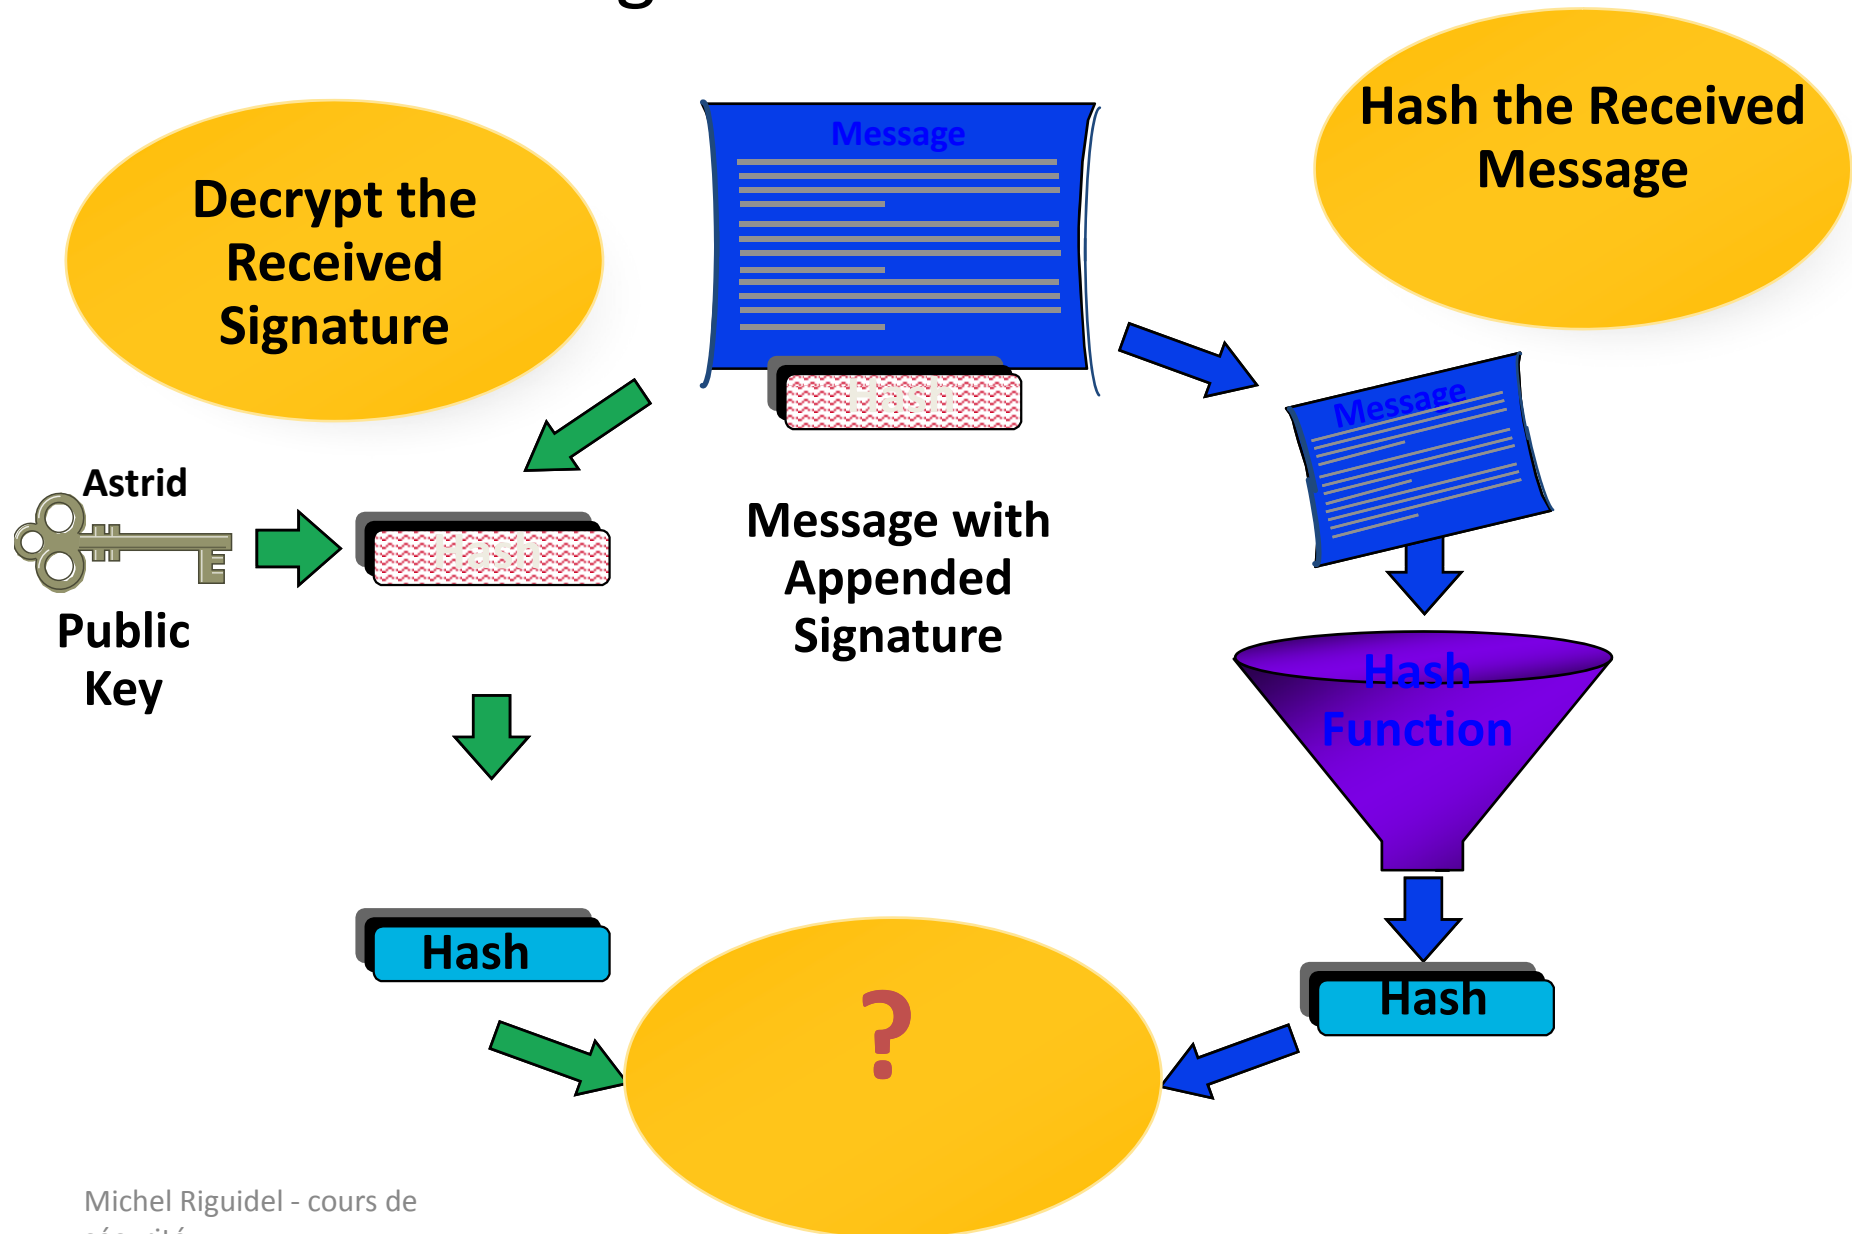 Decrypt the
Received
Signature
Message
Hash
Message with
Appended
Signature
Hash the Received
Message
Message
Astrid
Public
Key
Hash
Hash
Function
Hash
Hash
?
Michel Riguidel - cours de